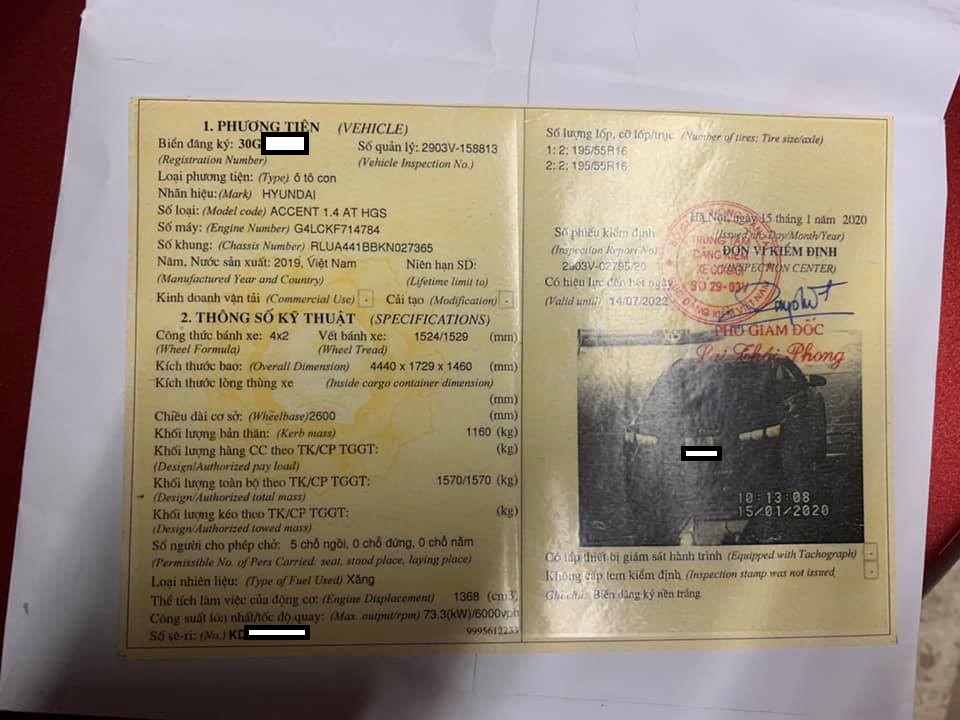 1. PHƯƠNG TIỆN (VEHICLE)
Biển đăng ký: 30G
(Registration Number)
Số quản lý: 2903V-158813
(Vehicle Inspection No.)
Loại phương tiện: (Type) ô tô con
Nhãn hiệu: (Mark) HYUNDAI
Số loại: (Model code) ACCENT 1.4 AT HGS
Số máy: (Engine Number) G4LCKF714784
Số khung: (Chassis Number) RLUA441BBKN027365
Năm, Nước sản xuất: 2019, Việt Nam
(Manufactured Year and Country)
Niên hạn SD:
(Lifetime limit to)
Kinh doanh vận tải (Commercial Use) - Cải tạo (Modification) -
2. THÔNG SỐ KỸ THUẬT (SPECIFICATIONS)
Công thức bánh xe: 4x2
(Wheel Formula)
Vết bánh xe: 1524/1529 (mm)
(Wheel Tread)
Kích thước bao: (Overall Dimension) 4440 x 1729 x 1460 (mm)
Kích thước lòng thùng xe (Inside cargo container dimension)
(mm)
Chiều dài cơ sở: (Wheelbase) 2600 (mm)
Khối lượng bản thân: (Kerb mass) 1160 (kg)
Khối lượng hàng CC theo TK/CP TGGT: (kg)
(Design/Authorized pay load)
Khối lượng toàn bộ theo TK/CP TGGT: 1570/1570 (kg)
(Design/Authorized total mass)
Khối lượng kéo theo TK/CP TGGT: (kg)
(Design/Authorized towed mass)
Số người cho phép chở: 5 chỗ ngồi, 0 chỗ đứng, 0 chỗ nằm
(Permissible No. of Pers Carried: seat, stood place, laying place)
Loại nhiên liệu: (Type of Fuel Used) Xăng
Thể tích làm việc của động cơ: (Engine Displacement) 1368 (cm3)
Công suất lớn nhất/tốc độ quay: (Max. output/rpm) 73.3(kW)/6000vph
Số sê-ri: (No.) KD
9995612233
Số lượng lốp, cỡ lốp/trục (Number of tires; Tire size/axle)
1: 2; 195/55R16
2: 2; 195/55R16
Hà Nội, ngày 15 tháng 1 năm 2020
(Issued on: Day/Month/Year)
Số phiếu kiểm định
(Inspection Report No)
2903V-02795/20
ĐƠN VỊ KIỂM ĐỊNH
(INSPECTION CENTER)
Có hiệu lực đến hết ngày
(Valid until) 14/07/2022
TRUNG TÂM
ĐĂNG KIỂM
XE CƠ GIỚI
SỐ 29-03V
ĐĂNG KIỂM VIỆT NAM
PHÓ GIÁM ĐỐC
Lại Thái Phong
10:13:08
15/01/2020
Có lắp thiết bị giám sát hành trình (Equipped with Tachograph) -
Không cấp tem kiểm định (Inspection stamp was not issued) -
Ghi chú: Biển đăng ký nền trắng